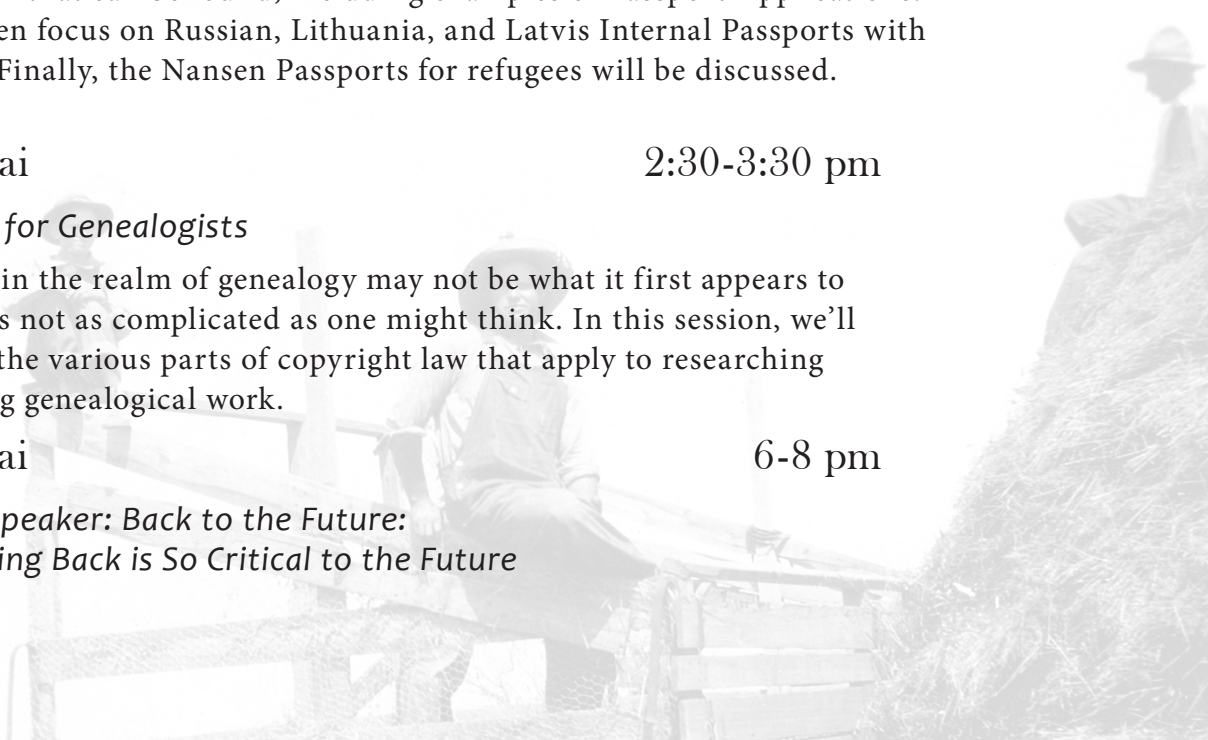 en focus on Russian, Lithuania, and Latvis Internal Passports with
Finally, the Nansen Passports for refugees will be discussed.
ai 2:30-3:30 pm
for Genealogists
in the realm of genealogy may not be what it first appears to
s not as complicated as one might think. In this session, we’ll
the various parts of copyright law that apply to researching
g genealogical work.
ai 6-8 pm
peaker: Back to the Future:
ing Back is So Critical to the Future